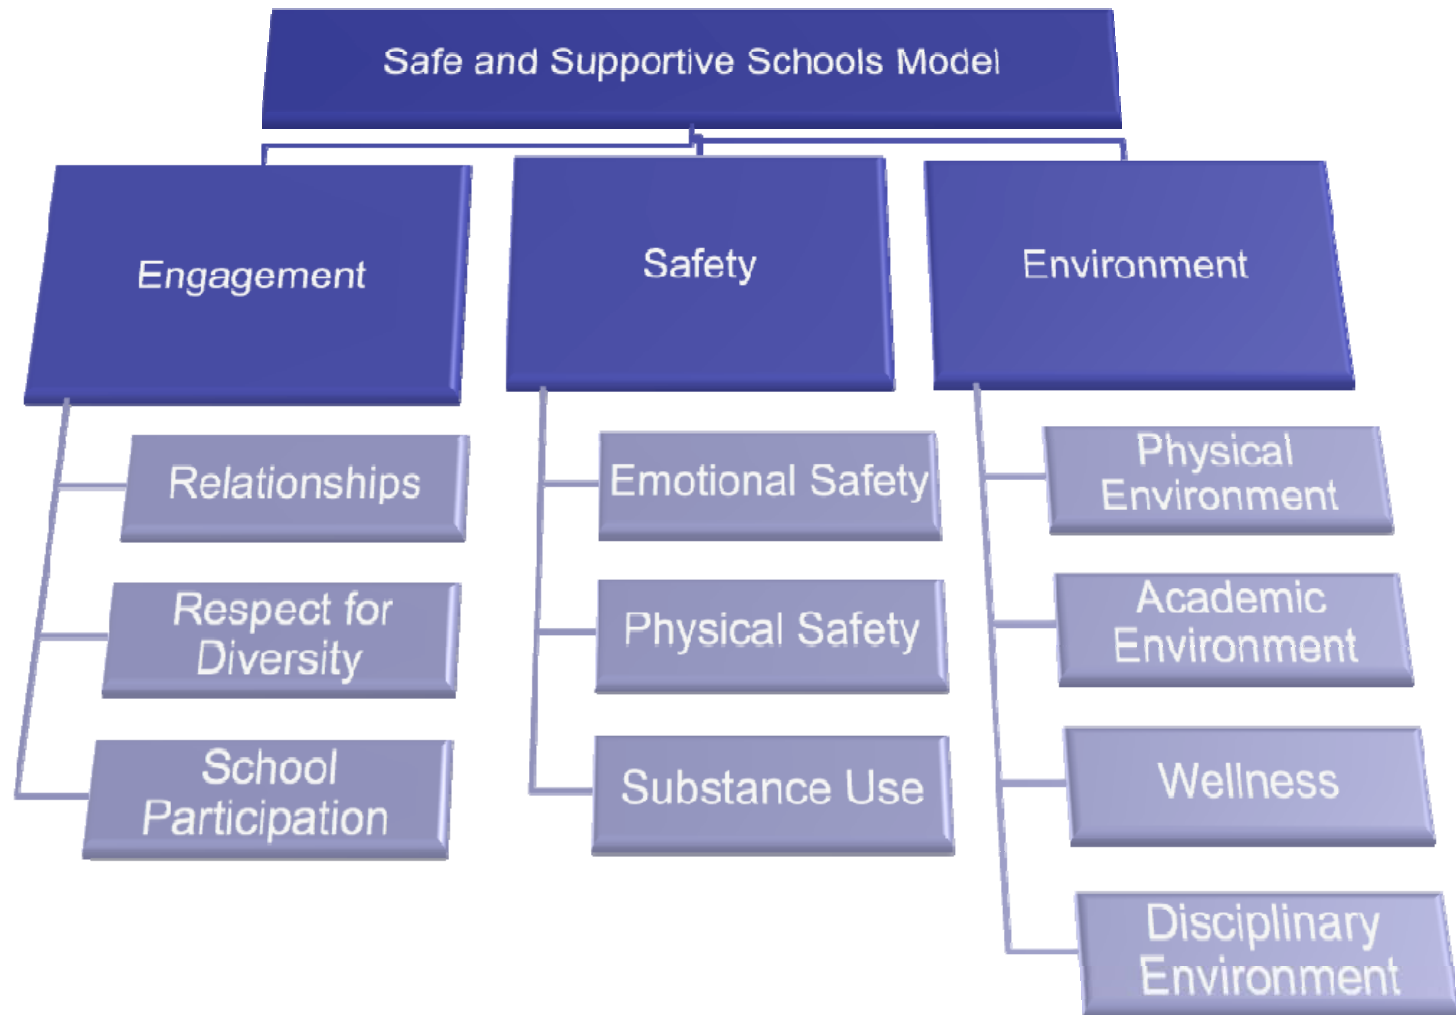 Safe and Supportive Schools Model
Engagement
Safety
Environment
Relationships
Respect for
Diversity
School
Participation
Emotional Safety
Physical Safety
Substance Use
Physical
Environment
Academic
Environment
Wellness
Disciplinary
Environment